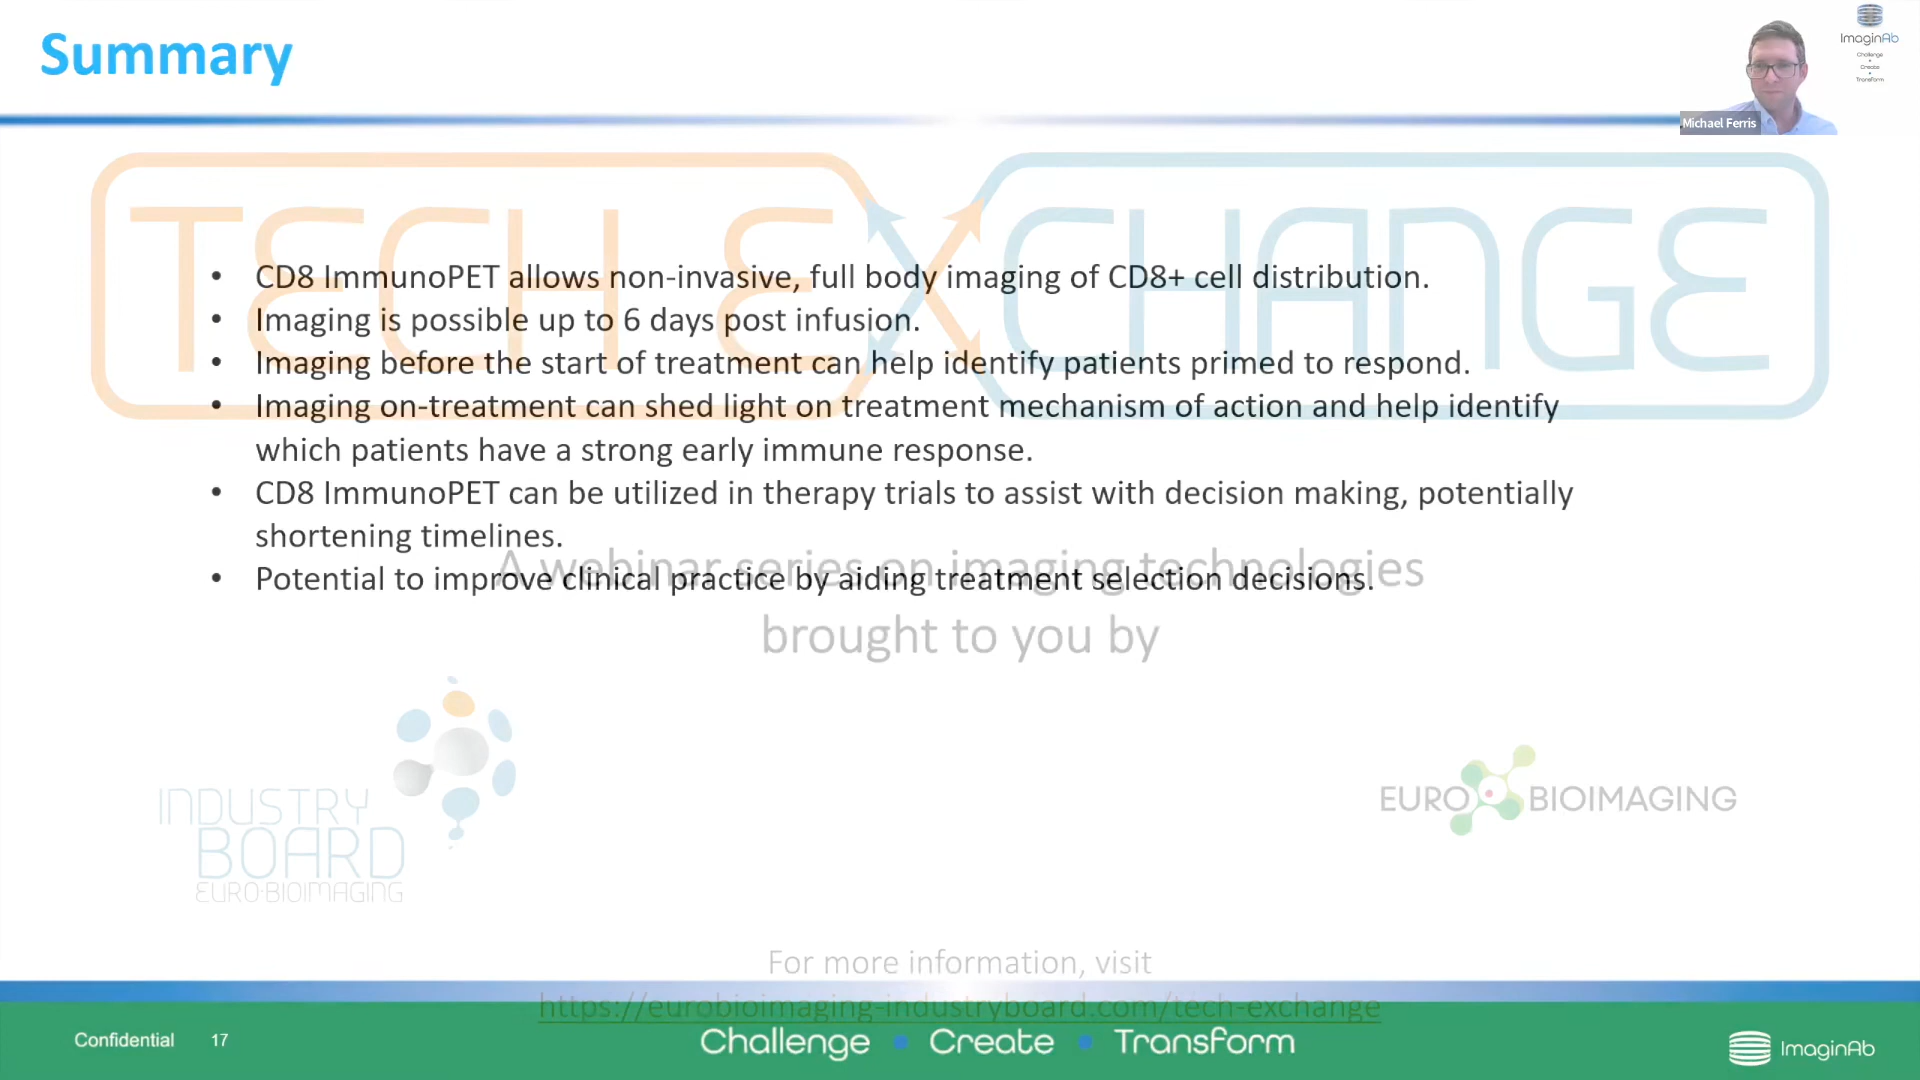 Summary
ImaginAb
Challenge
Create
Transform
Michael Ferris
TECH EXCHANGE
• CD8 ImmunoPET allows non-invasive, full body imaging of CD8+ cell distribution.
• Imaging is possible up to 6 days post infusion.
• Imaging before the start of treatment can help identify patients primed to respond.
• Imaging on-treatment can shed light on treatment mechanism of action and help identify
which patients have a strong early immune response.
• CD8 ImmunoPET can be utilized in therapy trials to assist with decision making, potentially
shortening timelines.
A webinar series on imaging technologies
• Potential to improve clinical practice by aiding treatment selection decisions.
brought to you by
INDUSTRY
BOARD
EURO-BIOIMAGING
EURO BIOIMAGING
For more information, visit
https://eurobioimaging-industryboard.com/tech-exchange
Confidential 17
Challenge • Create • Transform
ImaginAb